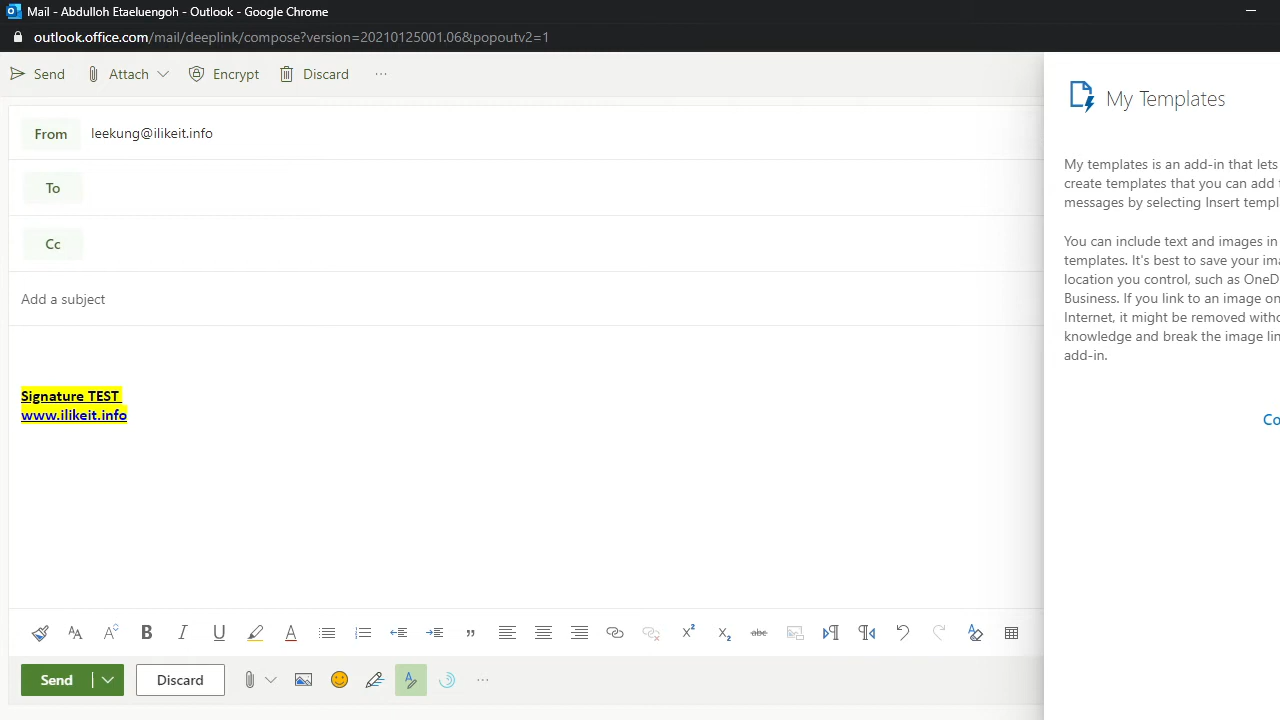 Mail - Abdulloh Etaeluengoh - Outlook - Google Chrome
outlook.office.com/mail/deeplink/compose?version=20210125001.06&popoutv2=1
Send Attach Encrypt Discard ...
From leekung@ilikeit.info
To
Cc
Add a subject
Signature TEST
www.ilikeit.info
Send Discard ...
My Templates
My templates is an add-in that lets
create templates that you can add
messages by selecting Insert templ
You can include text and images in
templates. It's best to save your ima
location you control, such as OneD
Business. If you link to an image on
Internet, it might be removed witho
knowledge and break the image lin
add-in.
Co